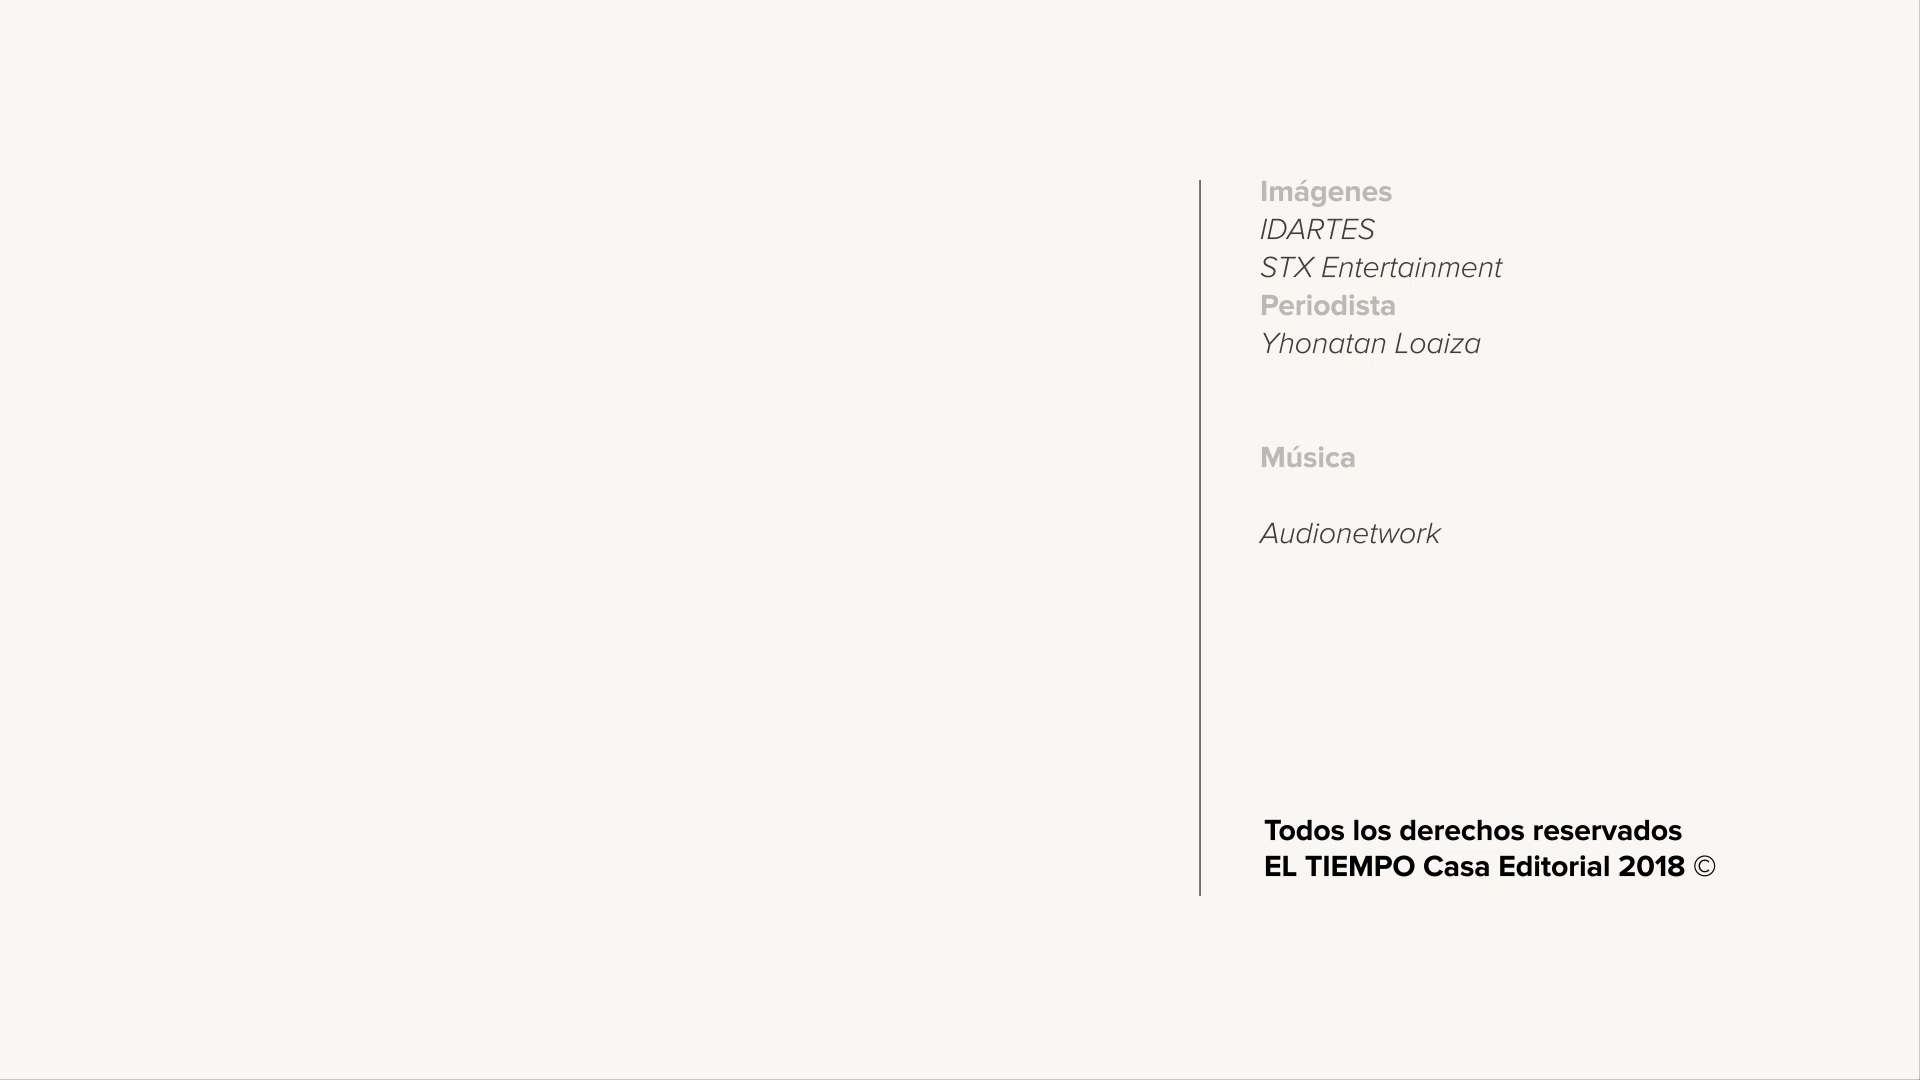 Imágenes
IDARTES
STX Entertainment
Periodista
Yhonatan Loaiza
Música
Audionetwork
Todos los derechos reservados
EL TIEMPO Casa Editorial 2018 ©